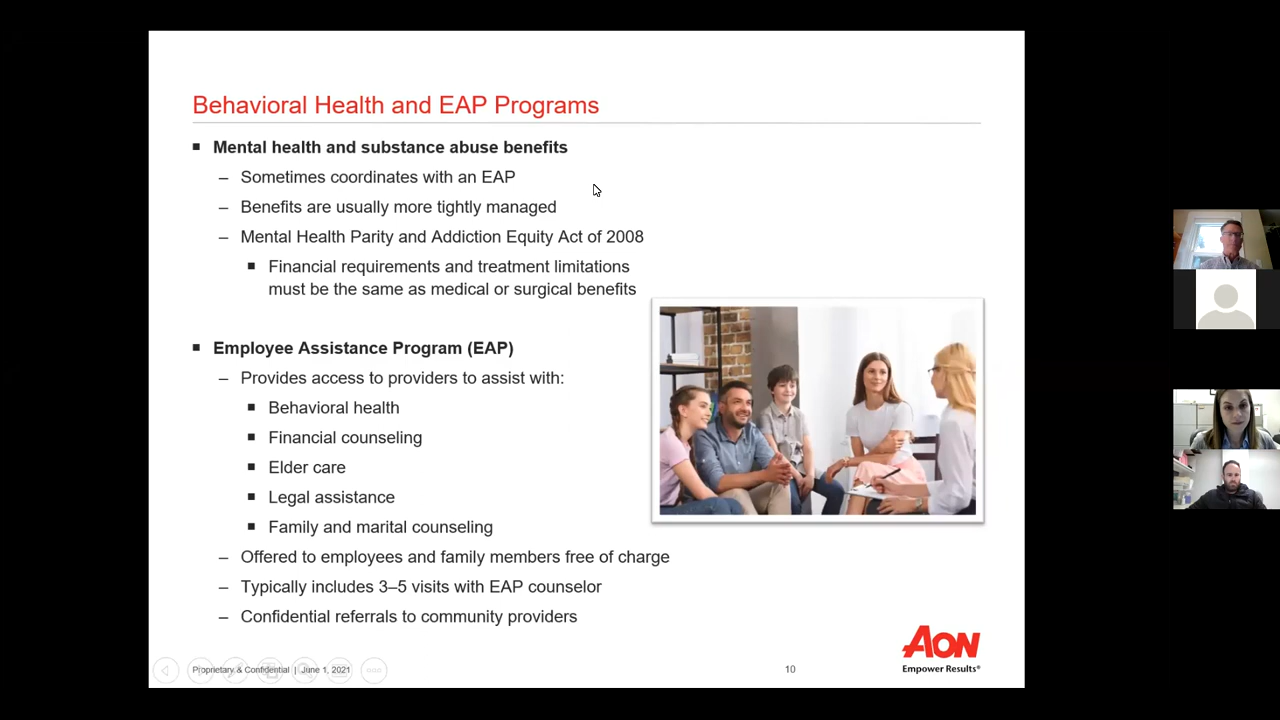 Behavioral Health and EAP Programs
■ Mental health and substance abuse benefits
– Sometimes coordinates with an EAP
– Benefits are usually more tightly managed
– Mental Health Parity and Addiction Equity Act of 2008
■ Financial requirements and treatment limitations
must be the same as medical or surgical benefits
■ Employee Assistance Program (EAP)
– Provides access to providers to assist with:
■ Behavioral health
■ Financial counseling
■ Elder care
■ Legal assistance
■ Family and marital counseling
– Offered to employees and family members free of charge
– Typically includes 3–5 visits with EAP counselor
– Confidential referrals to community providers
Proprietary & Confidential | June 1, 2021
10
AON
Empower Results®